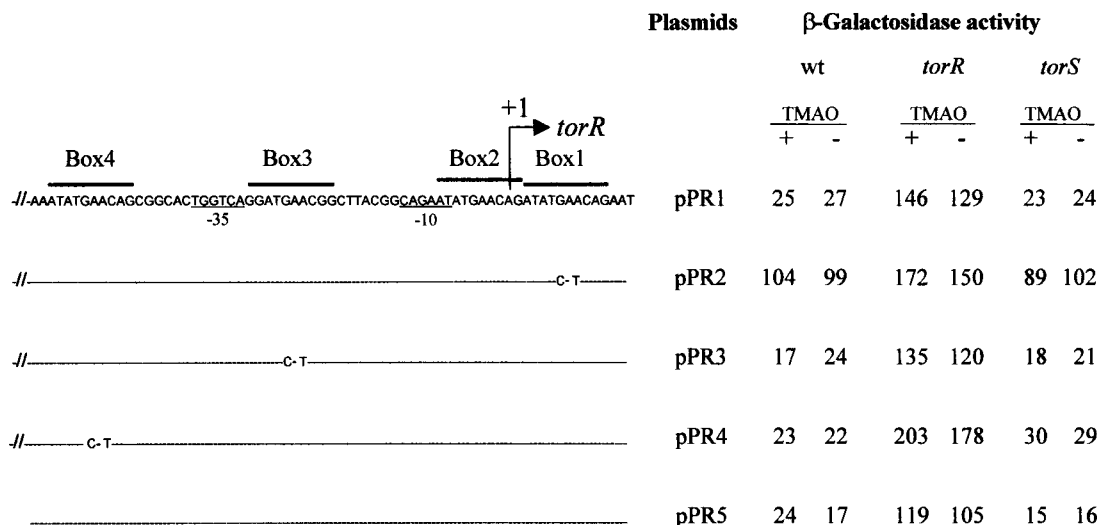 Plasmids β-Galactosidase activity
wt torR torS
+1 TMAO TMAO TMAO
torR + - + - + -
Box4 Box3 Box2 Box1
-//-AAATATGAACAGCGGCACTGGTCAGGATGAACGGCTTACGGCAGAATATGAACAGATATGAACAGAAT pPR1 25 27 146 129 23 24
-35 -10
-//- C-T pPR2 104 99 172 150 89 102
-//- C-T pPR3 17 24 135 120 18 21
-//- C-T pPR4 23 22 203 178 30 29
pPR5 24 17 119 105 15 16